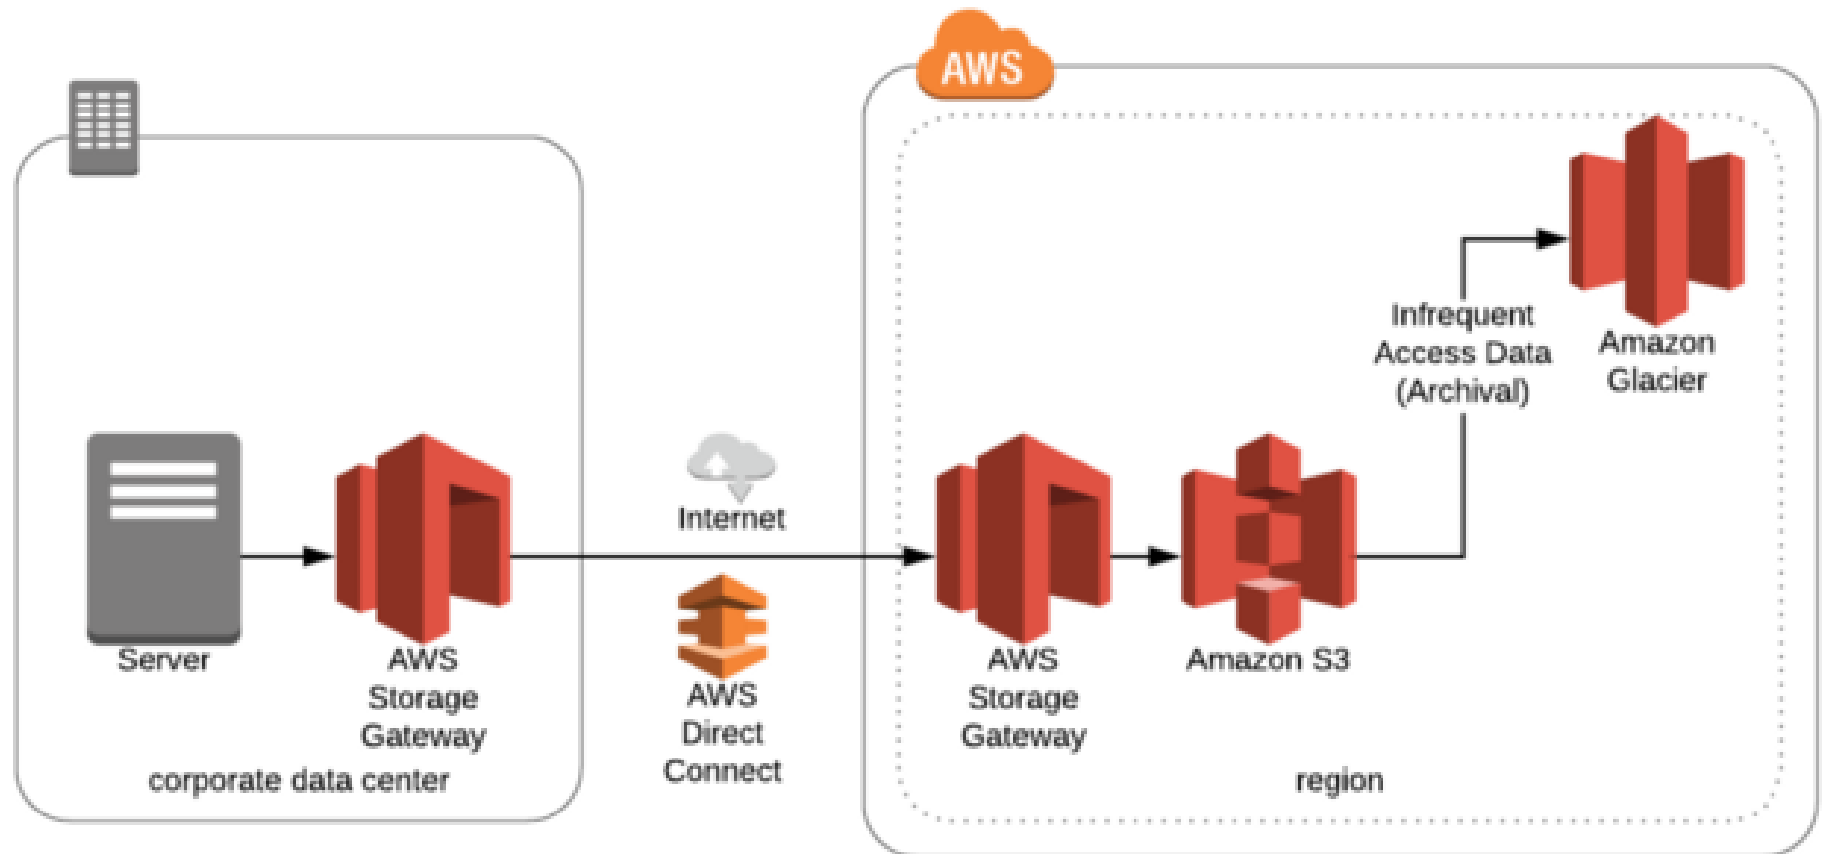 AWS
Infrequent
Access Data
(Archival)
Amazon
Glacier
Internet
Server
AWS
Storage
Gateway
AWS
Direct
Connect
AWS
Storage
Gateway
Amazon S3
corporate data center
region